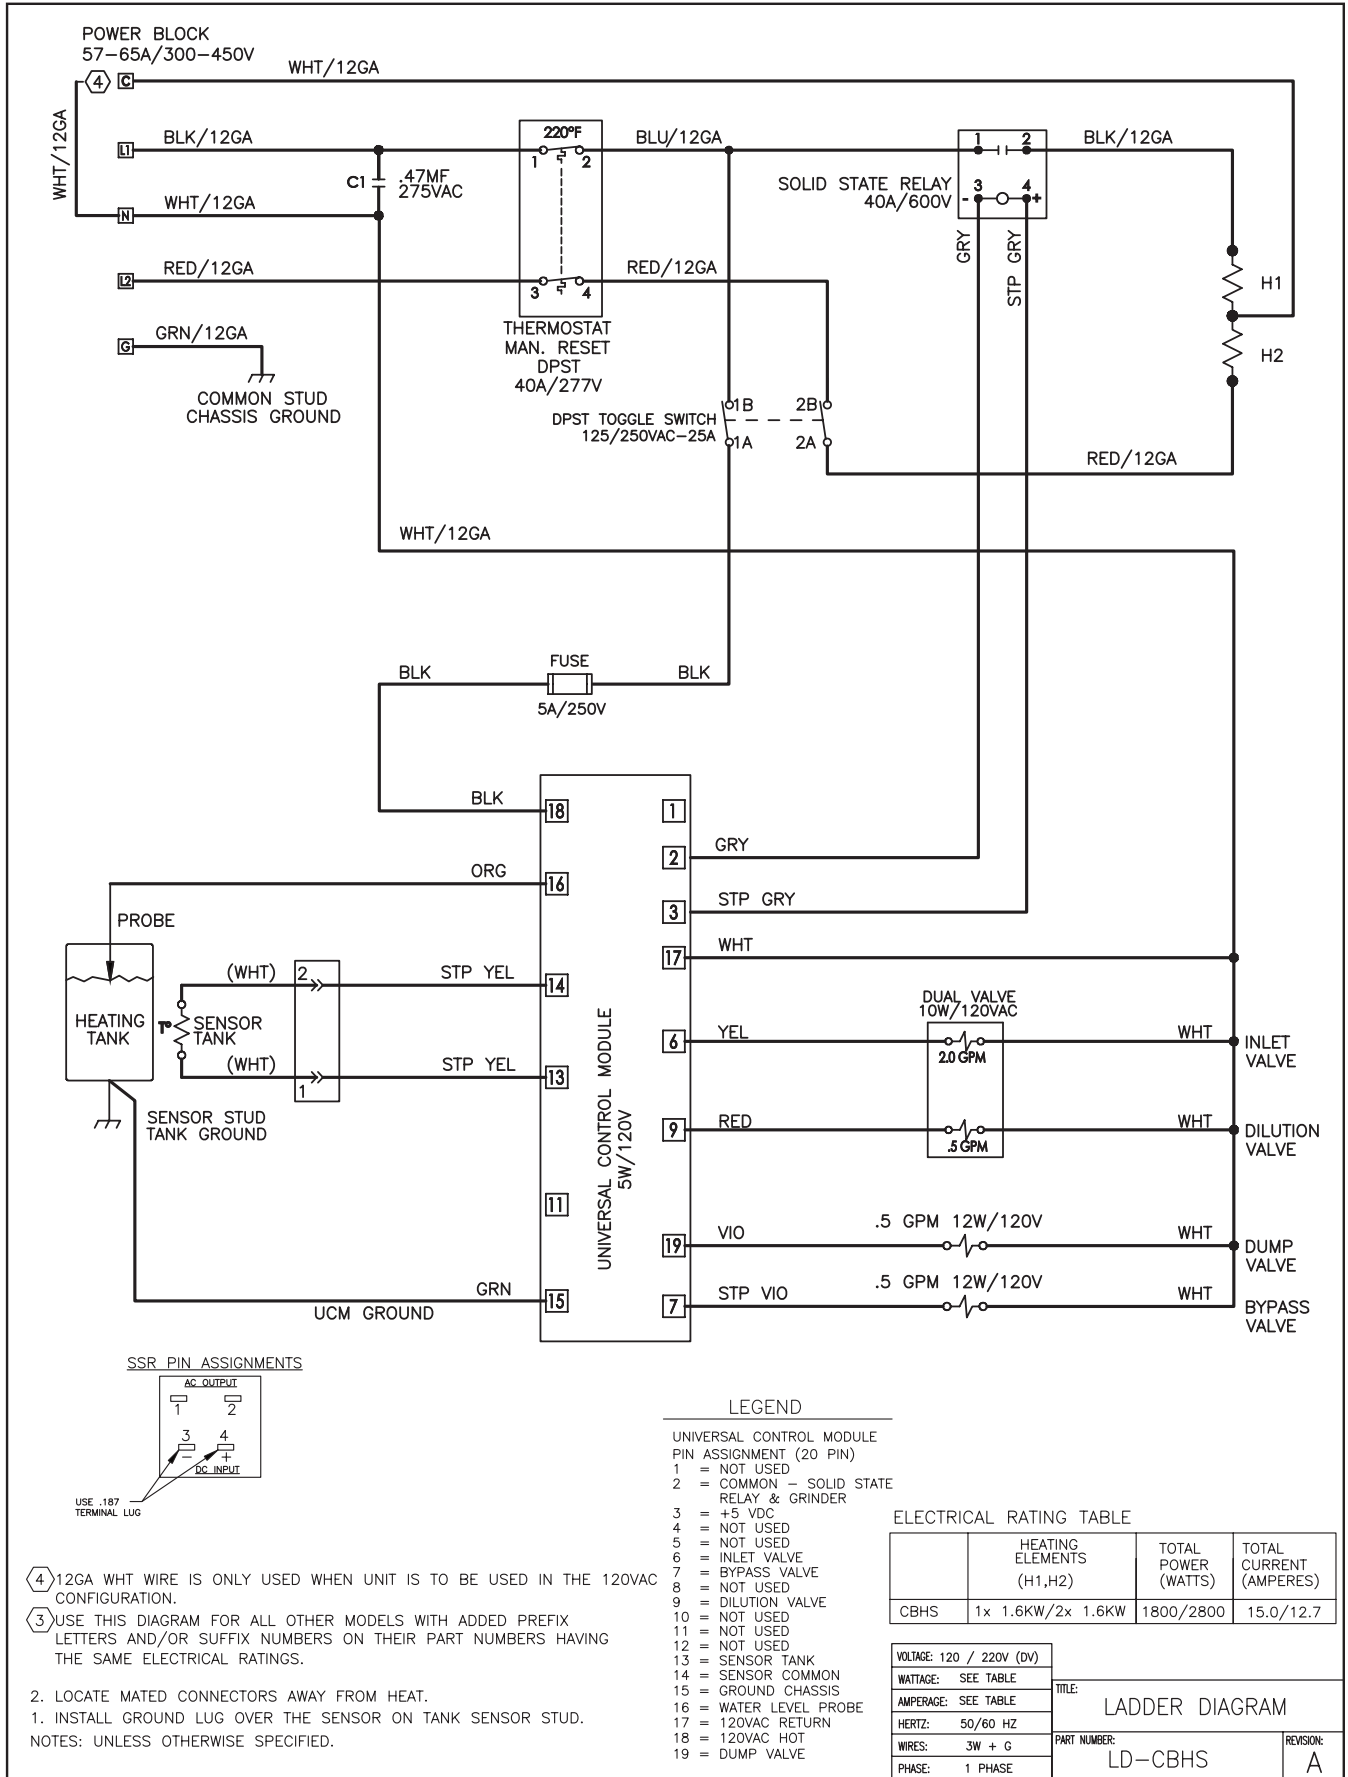 POWER BLOCK
57-65A/300-450V
4
C
WHT/12GA
WHT/12GA
L1
BLK/12GA
220°F
1
2
BLU/12GA
1
2
BLK/12GA
C1
.47MF
275VAC
SOLID STATE RELAY
40A/600V
3
4
-
+
N
WHT/12GA
GRY
STP GRY
L2
RED/12GA
3
4
RED/12GA
H1
H2
G
GRN/12GA
COMMON STUD
CHASSIS GROUND
THERMOSTAT
MAN. RESET
DPST
40A/277V
DPST TOGGLE SWITCH
125/250VAC-25A
1B
2B
1A
2A
RED/12GA
WHT/12GA
BLK
FUSE
BLK
5A/250V
BLK
18
1
2
GRY
ORG
16
3
STP GRY
PROBE
17
WHT
(WHT)
2
STP YEL
14
HEATING
TANK
T°
SENSOR
TANK
(WHT)
1
STP YEL
13
SENSOR STUD
TANK GROUND
UNIVERSAL CONTROL MODULE
5W/120V
DUAL VALVE
10W/120VAC
6
YEL
2.0 GPM
WHT
INLET
VALVE
9
RED
.5 GPM
WHT
DILUTION
VALVE
11
19
VIO
.5 GPM 12W/120V
WHT
DUMP
VALVE
GRN
15
UCM GROUND
7
STP VIO
.5 GPM 12W/120V
WHT
BYPASS
VALVE
SSR PIN ASSIGNMENTS
AC OUTPUT
1
2
3
4
-
+
DC INPUT
USE .187
TERMINAL LUG
4 12GA WHT WIRE IS ONLY USED WHEN UNIT IS TO BE USED IN THE 120VAC
CONFIGURATION.
3 USE THIS DIAGRAM FOR ALL OTHER MODELS WITH ADDED PREFIX
LETTERS AND/OR SUFFIX NUMBERS ON THEIR PART NUMBERS HAVING
THE SAME ELECTRICAL RATINGS.
2. LOCATE MATED CONNECTORS AWAY FROM HEAT.
1. INSTALL GROUND LUG OVER THE SENSOR ON TANK SENSOR STUD.
NOTES: UNLESS OTHERWISE SPECIFIED.
LEGEND
UNIVERSAL CONTROL MODULE
PIN ASSIGNMENT (20 PIN)
1 = NOT USED
2 = COMMON - SOLID STATE
RELAY & GRINDER
3 = +5 VDC
4 = NOT USED
5 = NOT USED
6 = INLET VALVE
7 = BYPASS VALVE
8 = NOT USED
9 = DILUTION VALVE
10 = NOT USED
11 = NOT USED
12 = NOT USED
13 = SENSOR TANK
14 = SENSOR COMMON
15 = GROUND CHASSIS
16 = WATER LEVEL PROBE
17 = 120VAC RETURN
18 = 120VAC HOT
19 = DUMP VALVE
ELECTRICAL RATING TABLE
HEATING
ELEMENTS
(H1,H2)
TOTAL
POWER
(WATTS)
TOTAL
CURRENT
(AMPERES)
CBHS
1x 1.6KW/2x 1.6KW
1800/2800
15.0/12.7
VOLTAGE: 120 / 220V (DV)
WATTAGE: SEE TABLE
AMPERAGE: SEE TABLE
HERTZ: 50/60 HZ
WIRES: 3W + G
PHASE: 1 PHASE
TITLE:
LADDER DIAGRAM
PART NUMBER:
LD-CBHS
REVISION:
A